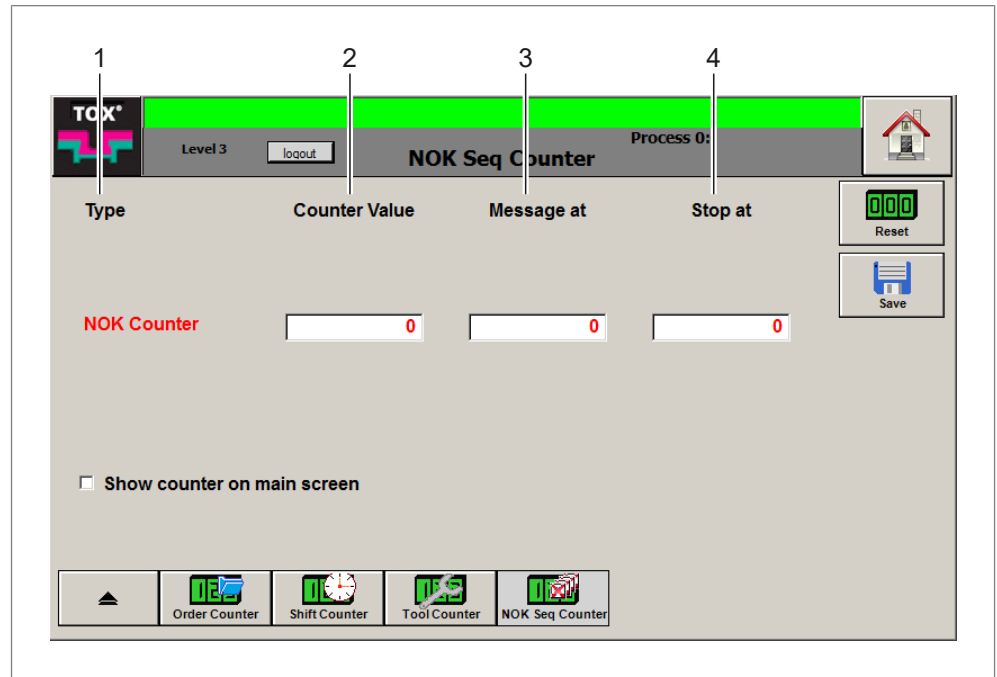 1 2 3 4
TOX®
Level 3 logout NOK Seq Counter Process 0:
Type Counter Value Message at Stop at
000
Reset
Save
NOK Counter 0 0 0
Show counter on main screen
Order Counter Shift Counter Tool Counter NOK Seq Counter